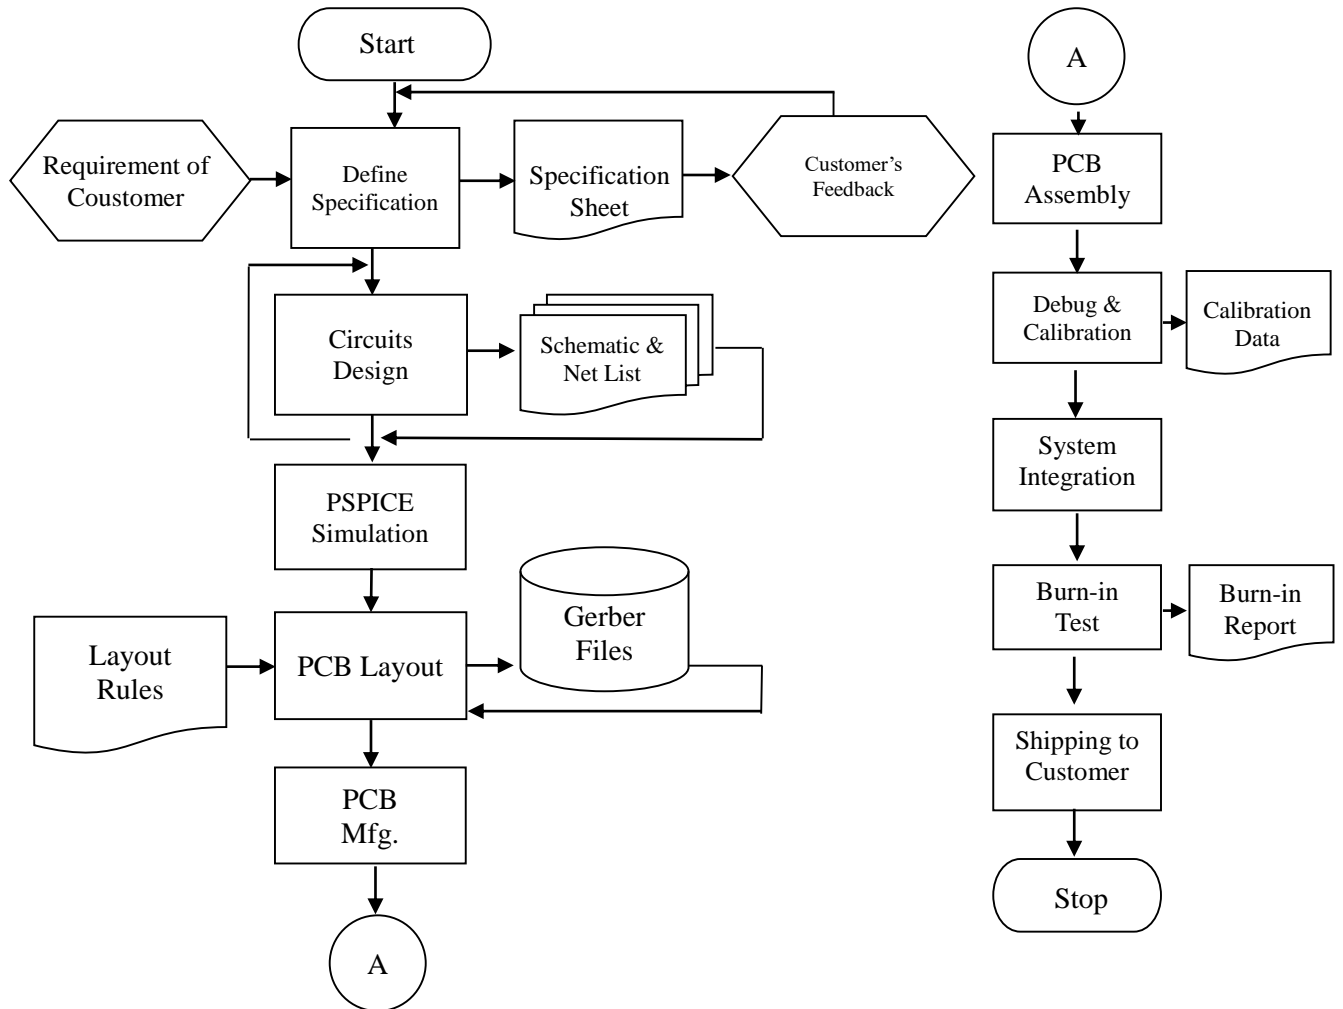 Start
Requirement of
Coustomer
Define
Specification
Specification
Sheet
Customer's
Feedback
Circuits
Design
Schematic &
Net List
PSPICE
Simulation
Layout
Rules
PCB Layout
Gerber
Files
PCB
Mfg.
A
A
PCB
Assembly
Debug &
Calibration
Calibration
Data
System
Integration
Burn-in
Test
Burn-in
Report
Shipping to
Customer
Stop